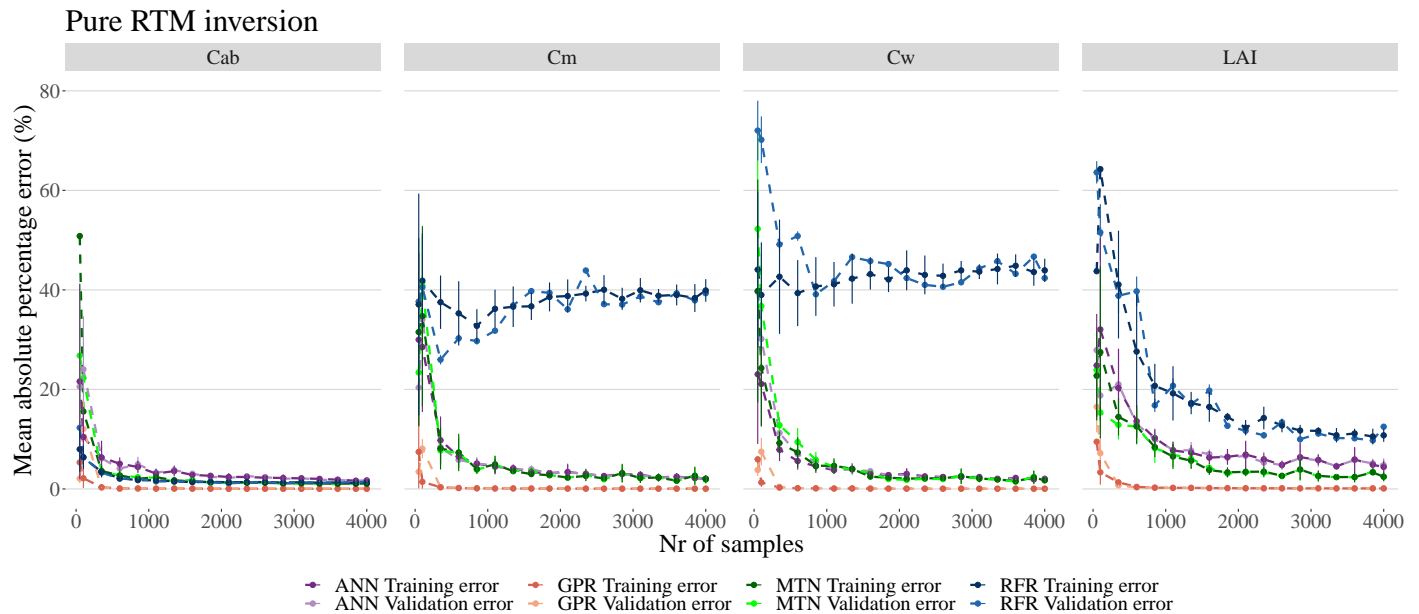 Pure RTM inversion
Cab Cm Cw LAI
Mean absolute percentage error (%)
80
60
40
20
0
0 1000 2000 3000 4000 0 1000 2000 3000 4000 0 1000 2000 3000 4000 0 1000 2000 3000 4000
Nr of samples
ANN Training error GPR Training error MTN Training error RFR Training error
ANN Validation error GPR Validation error MTN Validation error RFR Validation error